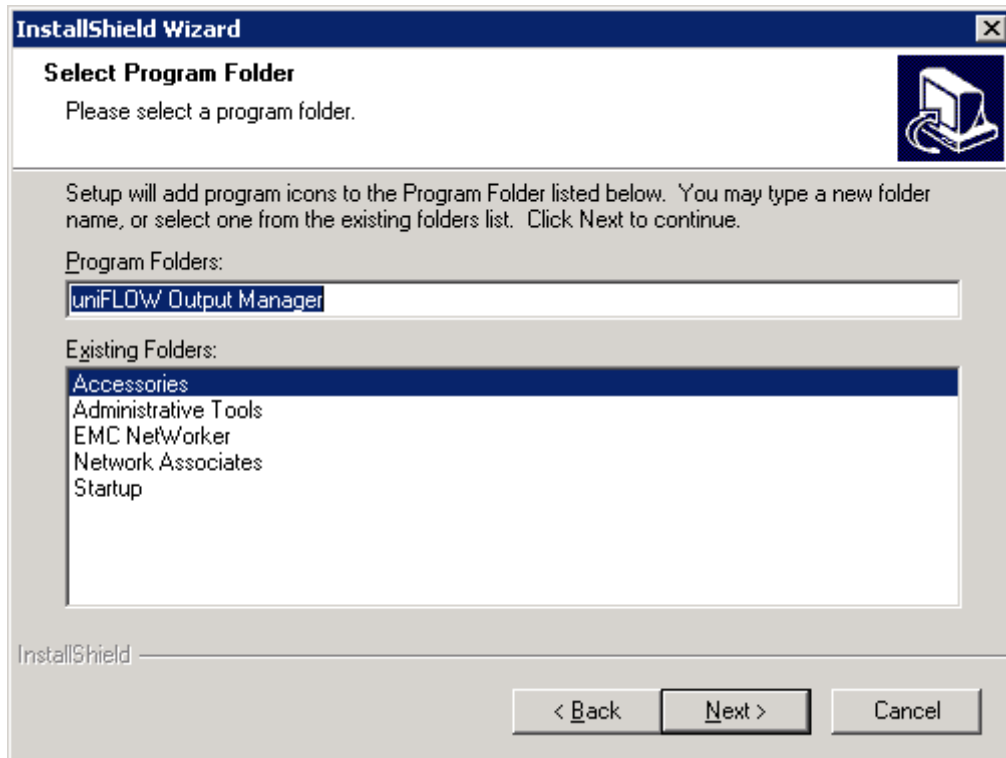 InstallShield Wizard
Select Program Folder
Please select a program folder.
Setup will add program icons to the Program Folder listed below. You may type a new folder
name, or select one from the existing folders list. Click Next to continue.
Program Folders:
uniFLOW Output Manager
Existing Folders:
Accessories
Administrative Tools
EMC NetWorker
Network Associates
Startup
InstallShield
< Back
Next >
Cancel